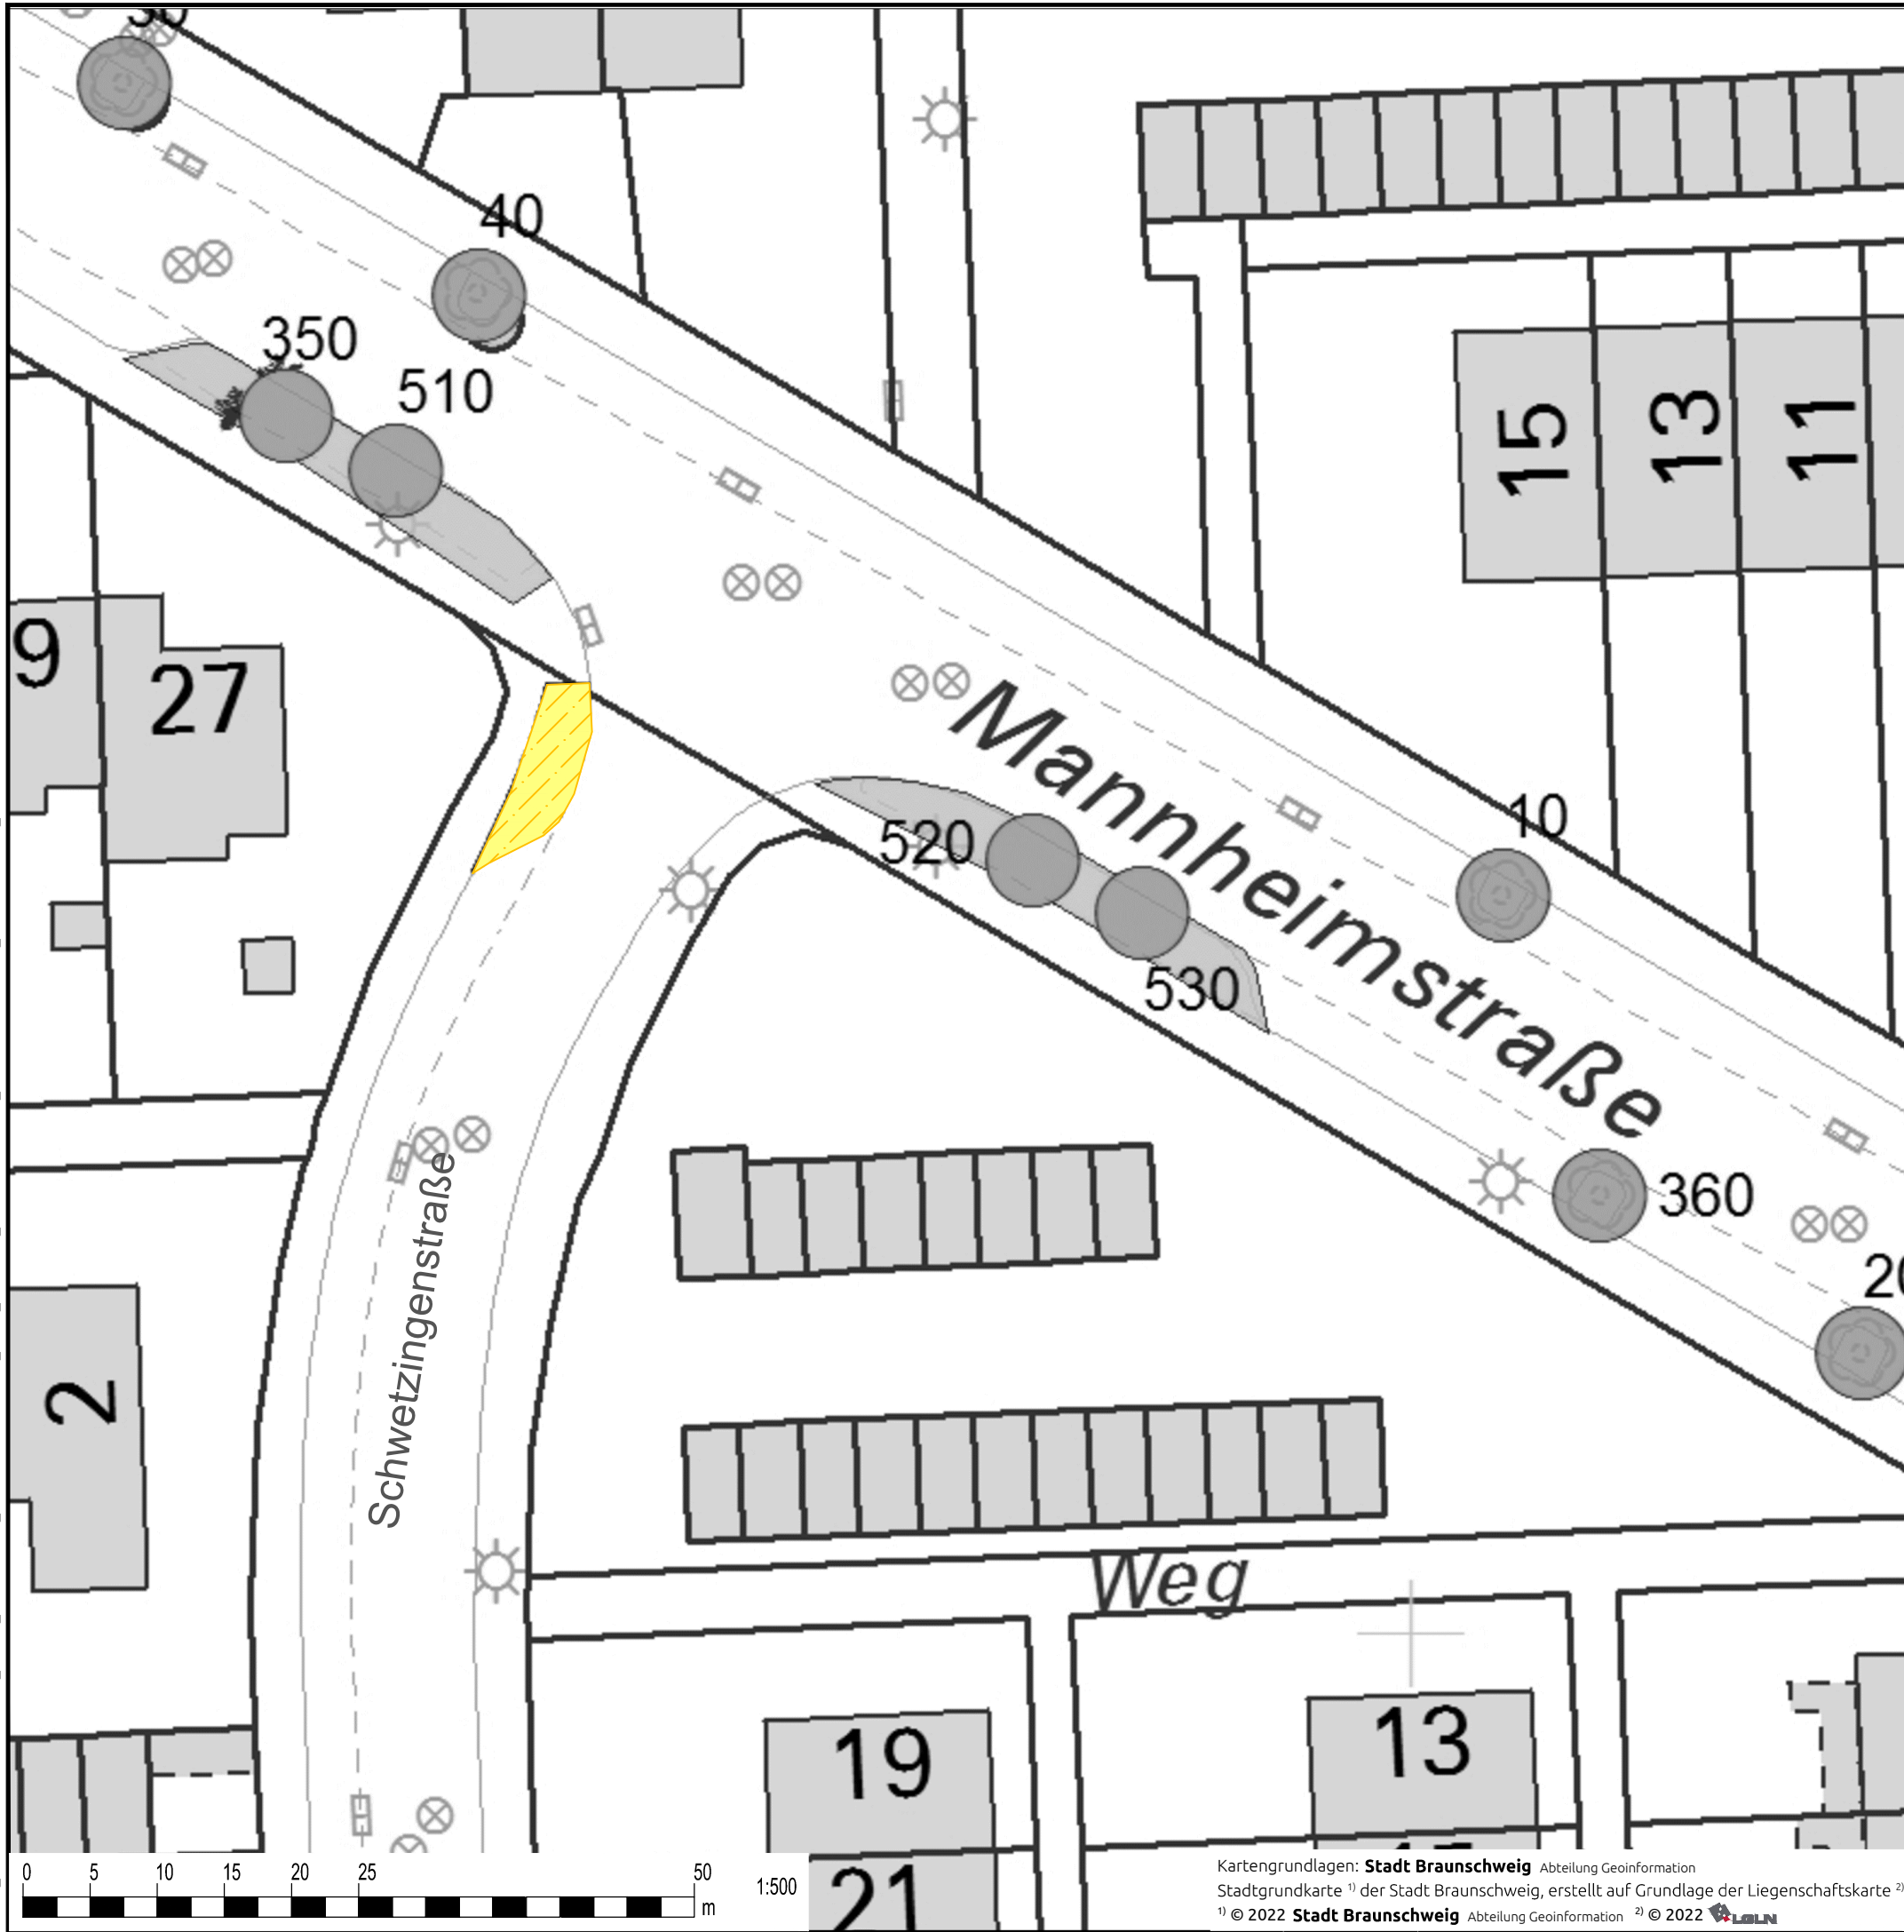 40
350
510
15
13
11
9
27
Mannheimstraße
10
520
530
360
Schwetzingenstraße
2
Weg
19
13
21
0 5 10 15 20 25 50
m
1:500
Kartengrundlagen: Stadt Braunschweig Abteilung Geoinformation
Stadtgrundkarte 1) der Stadt Braunschweig, erstellt auf Grundlage der Liegenschaftskarte 2)
1) © 2022 Stadt Braunschweig Abteilung Geoinformation 2) © 2022 LGLN